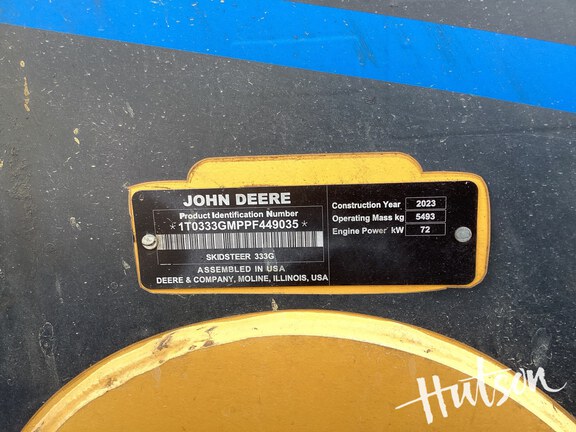 JOHN DEERE
Product Identification Number
*1T0333GMPPF449035*
SKIDSTEER 333G
ASSEMBLED IN USA
DEERE & COMPANY, MOLINE, ILLINOIS, USA
Construction Year 2023
Operating Mass kg 5493
Engine Power kW 72
Hutson